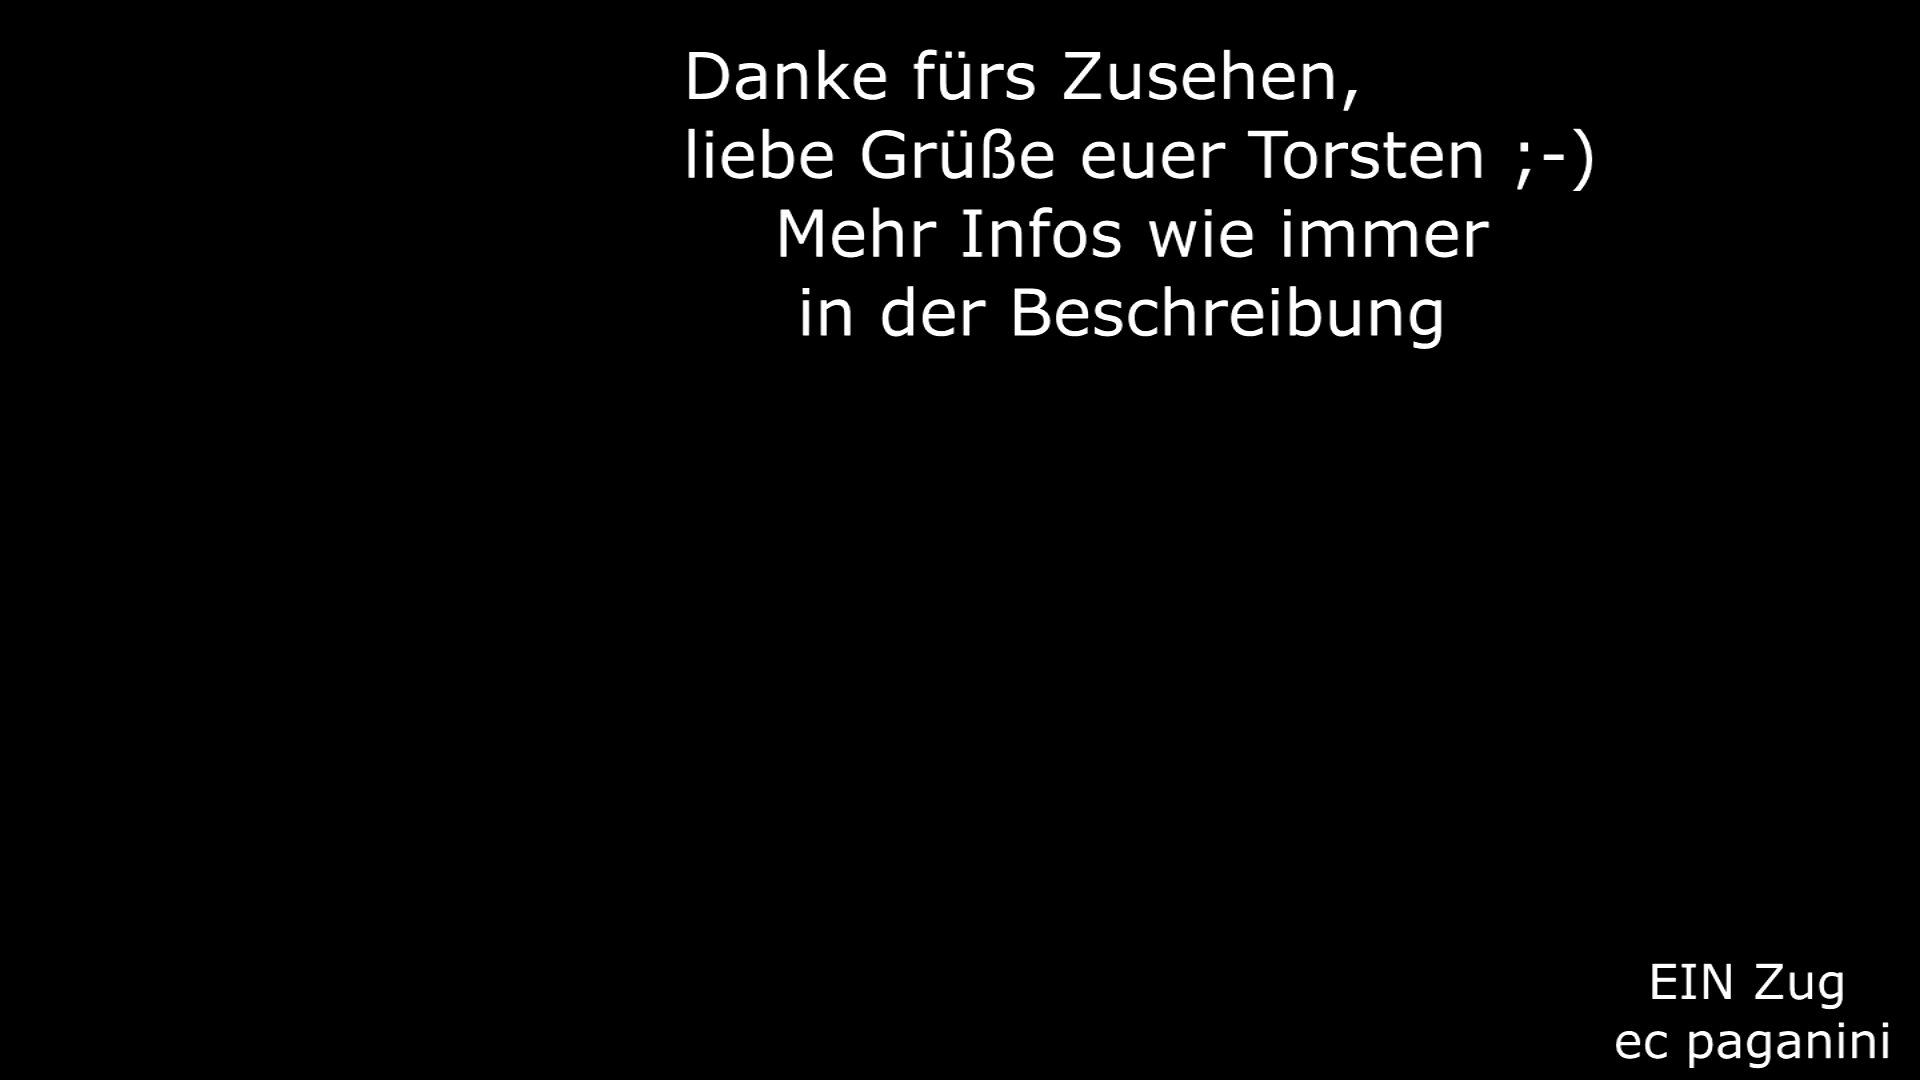 Danke fürs Zusehen,
liebe Grüße euer Torsten ;-)
Mehr Infos wie immer
in der Beschreibung
EIN Zug
ec paganini